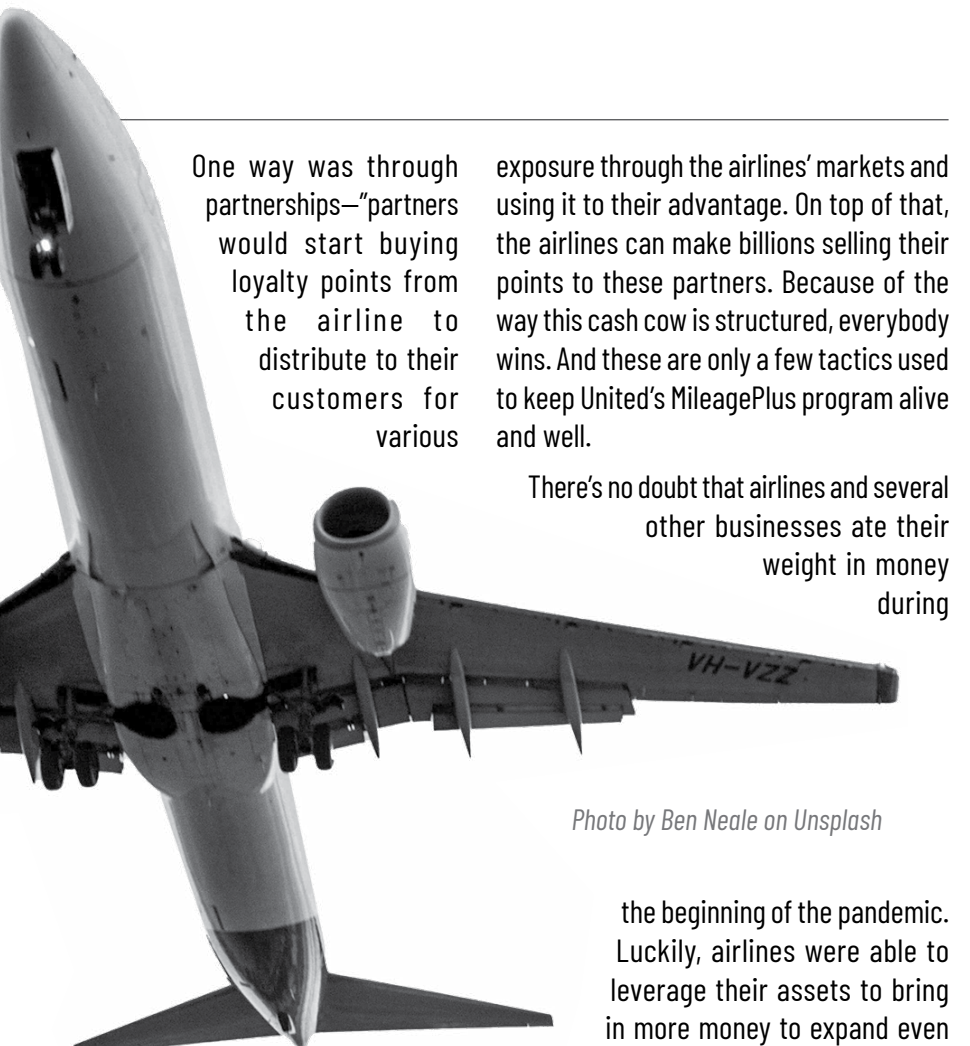 One way was through
partnerships—"partners
would start buying
loyalty points from
the airline to
distribute to their
customers for
various
exposure through the airlines' markets and
using it to their advantage. On top of that,
the airlines can make billions selling their
points to these partners. Because of the
way this cash cow is structured, everybody
wins. And these are only a few tactics used
to keep United's MileagePlus program alive
and well.
There's no doubt that airlines and several
other businesses ate their
weight in money
during
VH-VZZ
Photo by Ben Neale on Unsplash
the beginning of the pandemic.
Luckily, airlines were able to
leverage their assets to bring
in more money to expand even